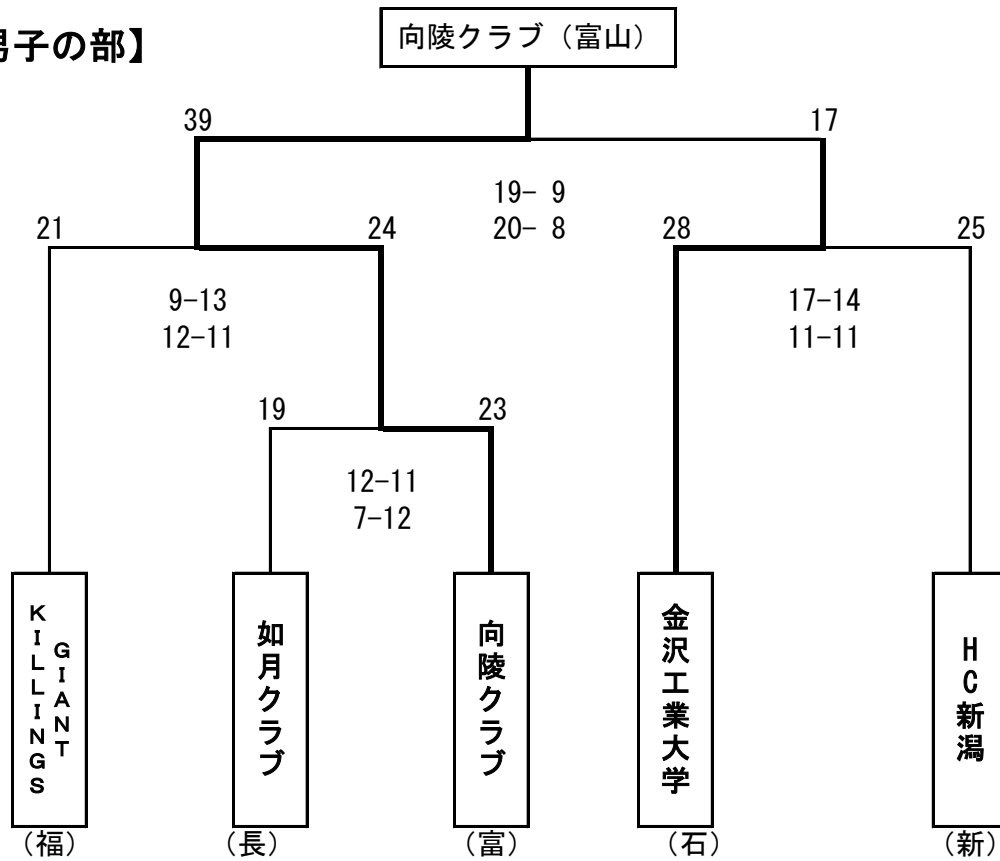 男子の部】
向陵クラブ（富山）
39
17
19− 9
20− 8
21
24
28
25
9−13
12−11
17−14
11−11
19
23
12−11
7−12
GIANT
KILLINGS
如月クラブ
向陵クラブ
金沢工業大学
HC新潟
（福）
（長）
（富）
（石）
（新）